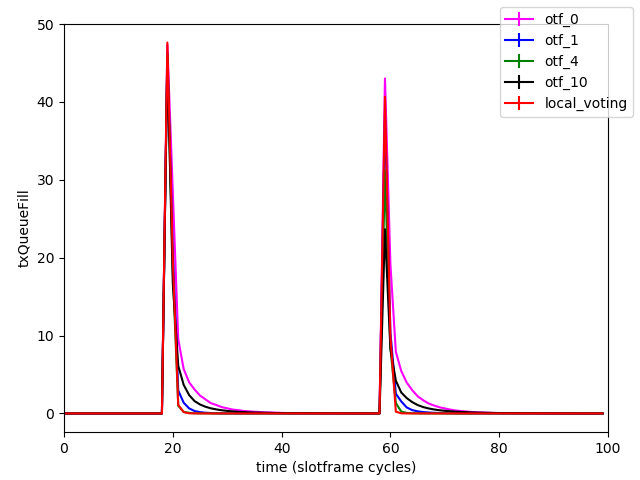 otf_0
otf_1
otf_4
otf_10
local_voting
txQueueFill
50
40
30
20
10
0
0 20 40 60 80 100
time (slotframe cycles)